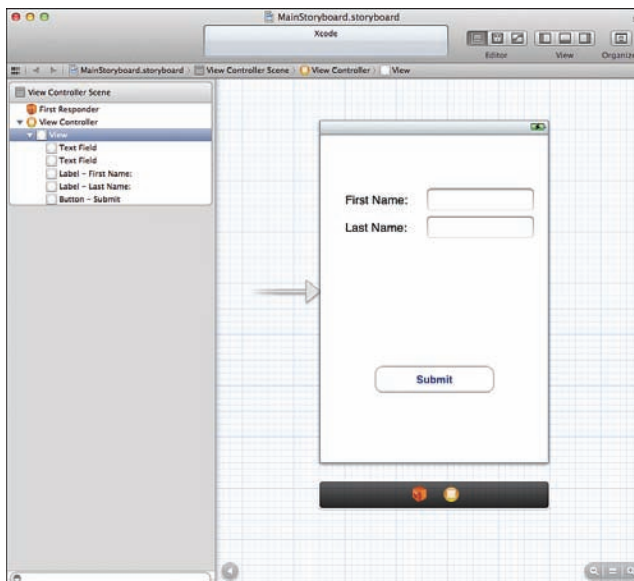 MainStoryboard.storyboard
Xcode
Editor
View
Organize
MainStoryboard.storyboard
View Controller Scene
View Controller
View
View Controller Scene
First Responder
View Controller
View
Text Field
Text Field
Label – First Name:
Label – Last Name:
Button – Submit
First Name:
Last Name:
Submit